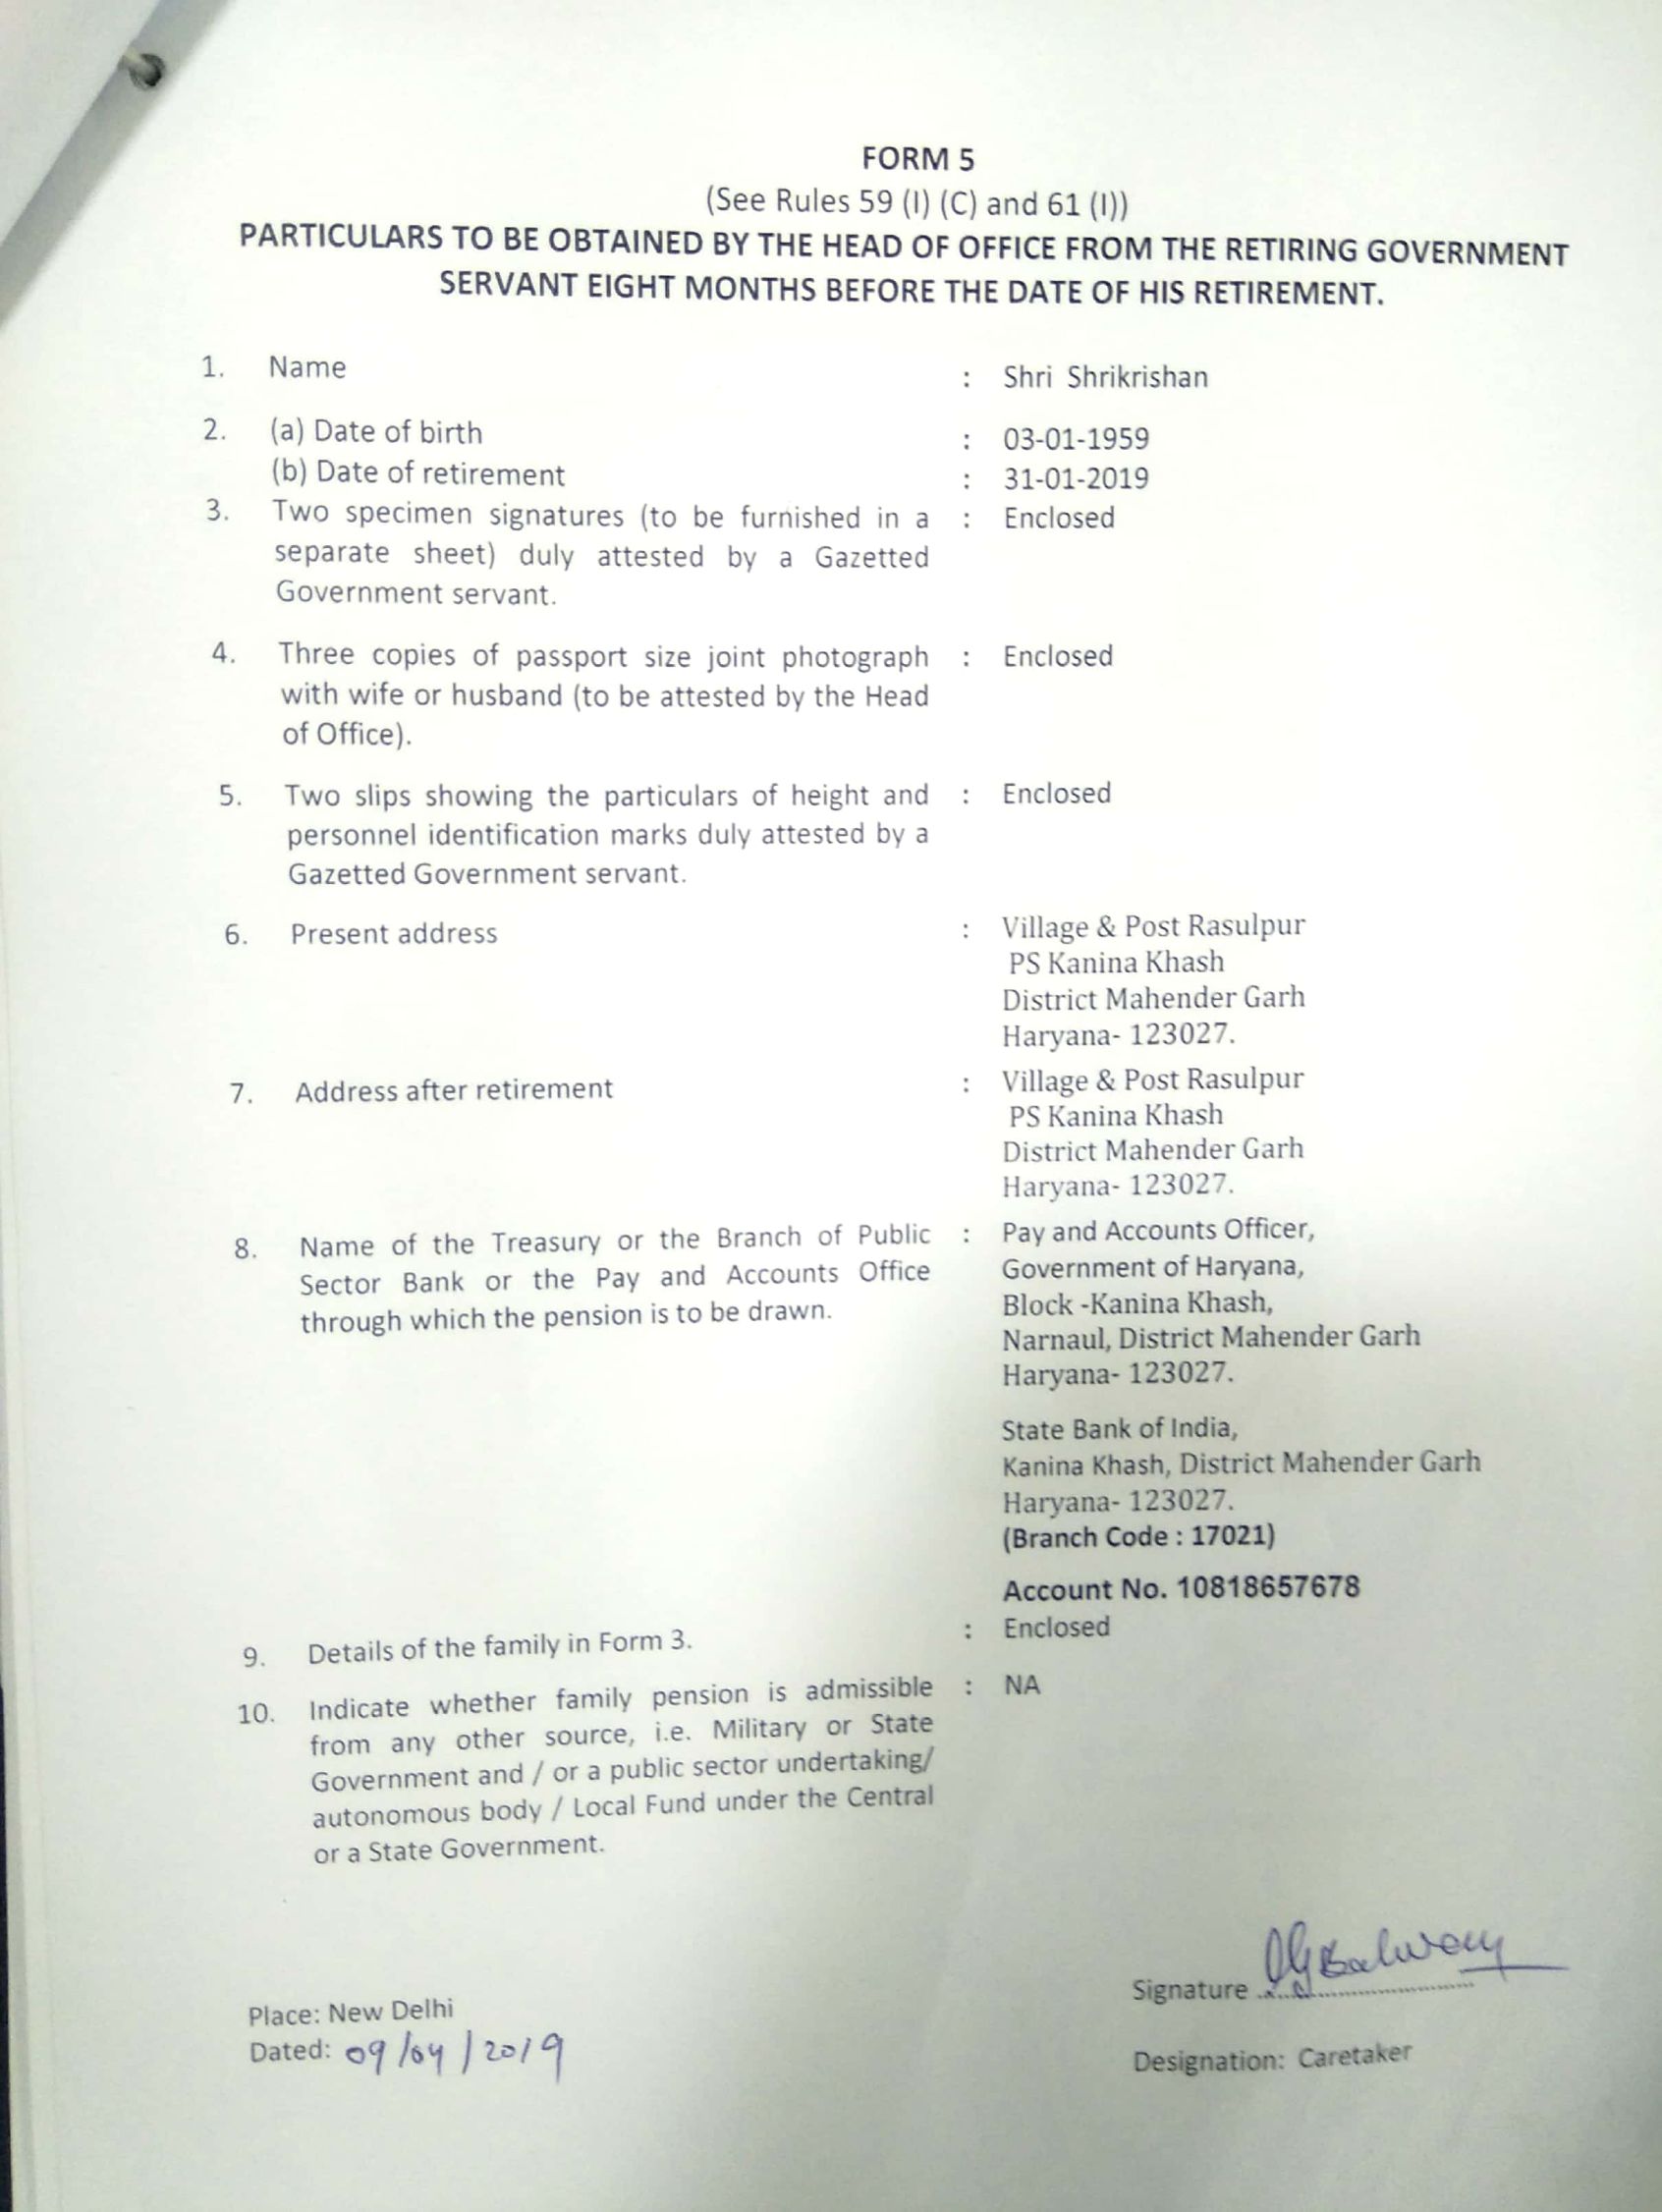 FORM 5
(See Rules 59 (I) (C) and 61 (I))
PARTICULARS TO BE OBTAINED BY THE HEAD OF OFFICE FROM THE RETIRING GOVERNMENT
SERVANT EIGHT MONTHS BEFORE THE DATE OF HIS RETIREMENT.
1. Name : Shri Shrikrishan
2. (a) Date of birth : 03-01-1959
(b) Date of retirement : 31-01-2019
3. Two specimen signatures (to be furnished in a : Enclosed
separate sheet) duly attested by a Gazetted
Government servant.
4. Three copies of passport size joint photograph : Enclosed
with wife or husband (to be attested by the Head
of Office).
5. Two slips showing the particulars of height and : Enclosed
personnel identification marks duly attested by a
Gazetted Government servant.
6. Present address : Village & Post Rasulpur
PS Kanina Khash
District Mahender Garh
Haryana- 123027.
7. Address after retirement : Village & Post Rasulpur
PS Kanina Khash
District Mahender Garh
Haryana- 123027.
8. Name of the Treasury or the Branch of Public : Pay and Accounts Officer,
Sector Bank or the Pay and Accounts Office Government of Haryana,
through which the pension is to be drawn. Block -Kanina Khash,
Narnaul, District Mahender Garh
Haryana- 123027.
State Bank of India,
Kanina Khash, District Mahender Garh
Haryana- 123027.
(Branch Code : 17021)
Account No. 10818657678
9. Details of the family in Form 3. : Enclosed
10. Indicate whether family pension is admissible : NA
from any other source, i.e. Military or State
Government and / or a public sector undertaking/
autonomous body / Local Fund under the Central
or a State Government.
Signature
Place: New Delhi
Dated: 09/04/2019
Designation: Caretaker